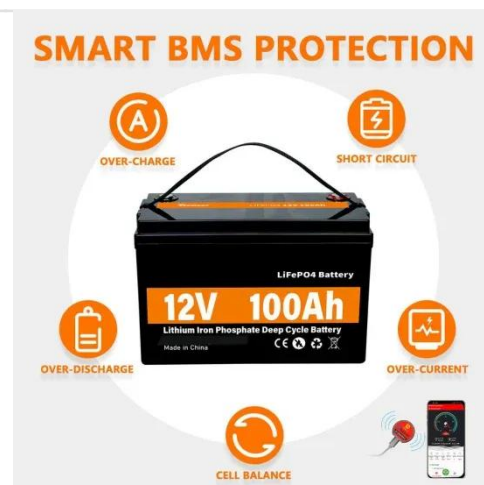 SMART BMS PROTECTION
OVER-CHARGE
SHORT CIRCUIT
LiFePO4 Battery
12V 100Ah
Lithium Iron Phosphate Deep Cycle Battery
Made in China
CE
OVER-DISCHARGE
OVER-CURRENT
CELL BALANCE